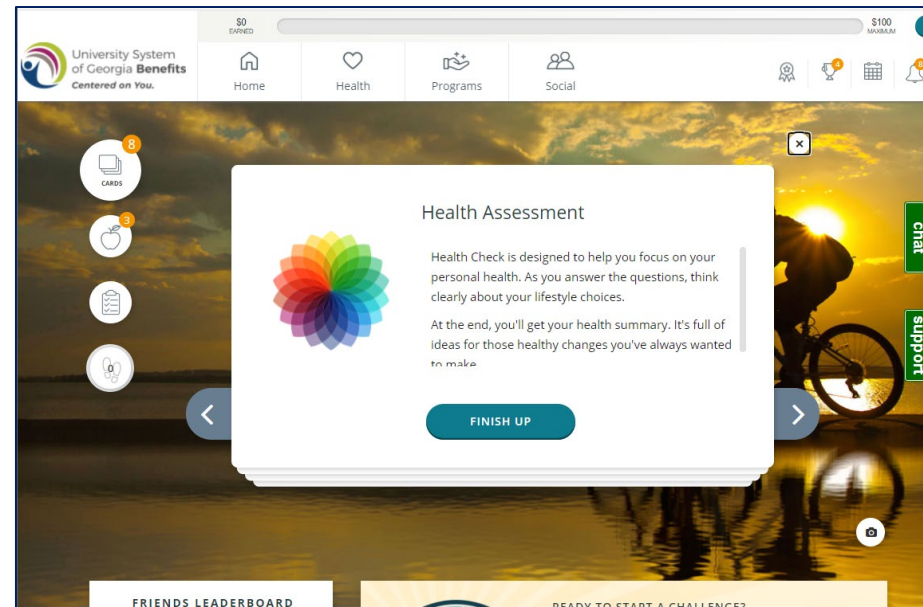 $0
EARNED
$100
MAXIMUM
University System
of Georgia Benefits
Centered on You.
Home
Health
Programs
Social
4
8
8
CARDS
3
0
Health Assessment
Health Check is designed to help you focus on your
personal health. As you answer the questions, think
clearly about your lifestyle choices.
At the end, you'll get your health summary. It's full of
ideas for those healthy changes you've always wanted
to make
FINISH UP
chat
support
FRIENDS LEADERBOARD
READY TO START A CHALLENGE?